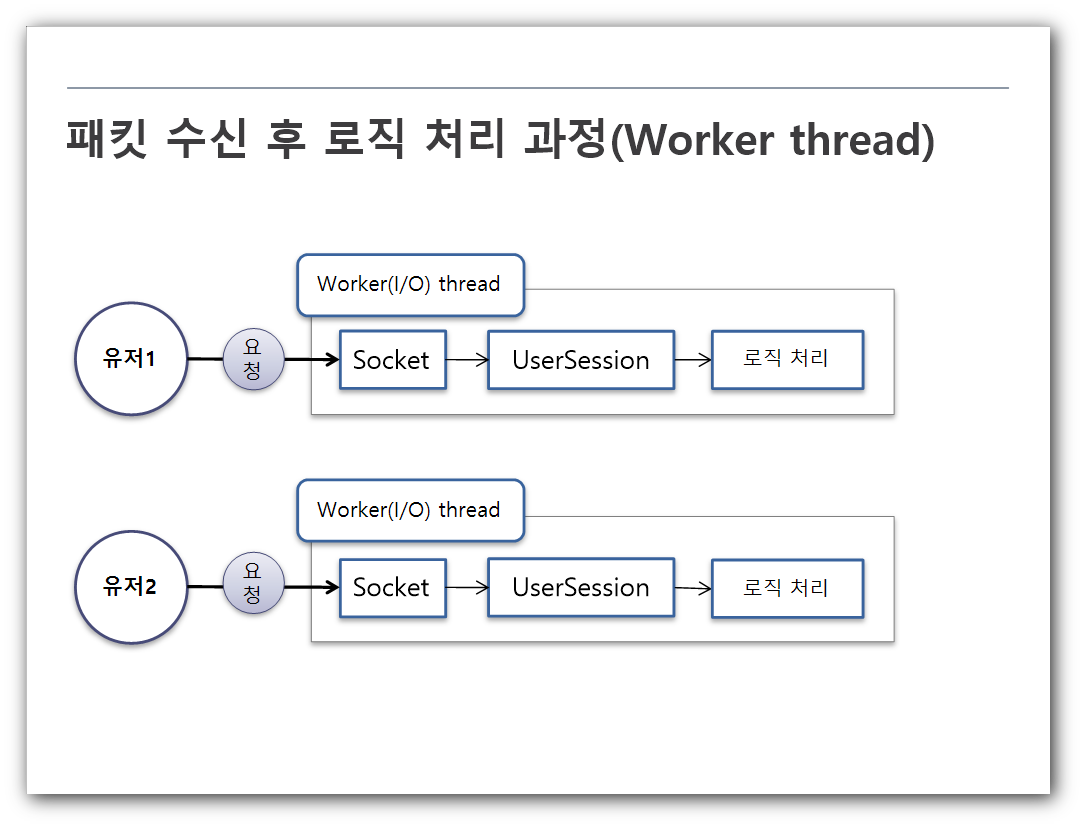 패킷 수신 후 로직 처리 과정(Worker thread)
Worker(I/O) thread
유저1
요
청
Socket
UserSession
로직 처리
Worker(I/O) thread
유저2
요
청
Socket
UserSession
로직 처리